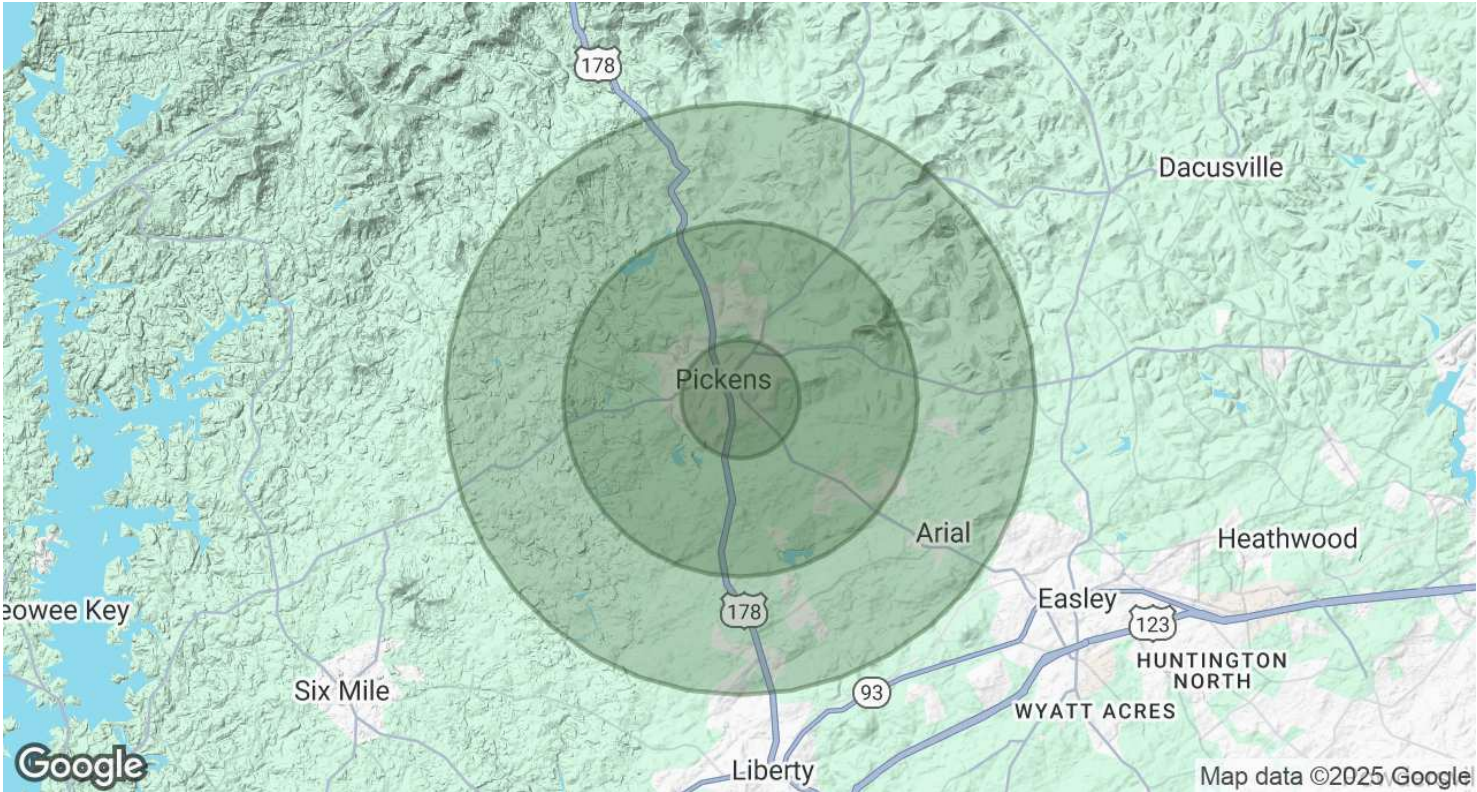 178
Dacusville
Pickens
Arial
Heathwood
eowee Key
Easley
178
123
HUNTINGTON
NORTH
Six Mile
93
WYATT ACRES
Liberty
Google
Map data ©2025 Google